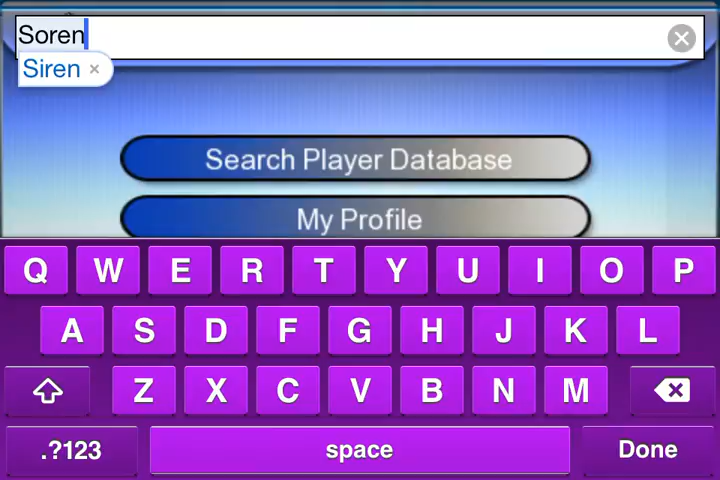 Soren
Siren ×
Search Player Database
My Profile
Q W E R T Y U I O P
A S D F G H J K L
Z X C V B N M
.?123 space Done